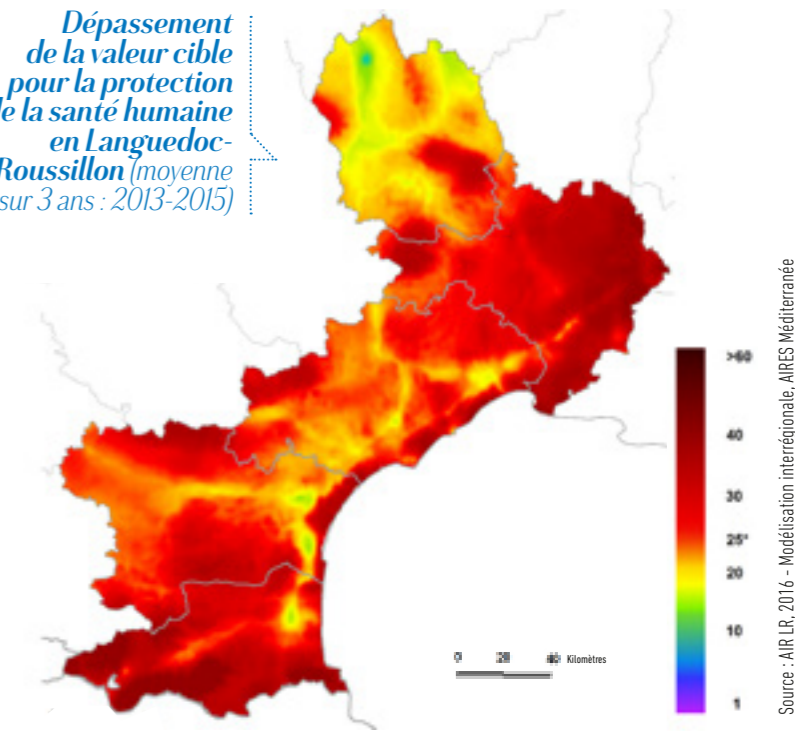 Dépassement
de la valeur cible
pour la protection
de la santé humaine
en Languedoc-
Roussillon (moyenne
sur 3 ans : 2013-2015)
>60
40
30
25*
20
10
1
0
Kilomètres
Source : AIR LR, 2016 - Modélisation interrégionale, AIRES Méditerranée